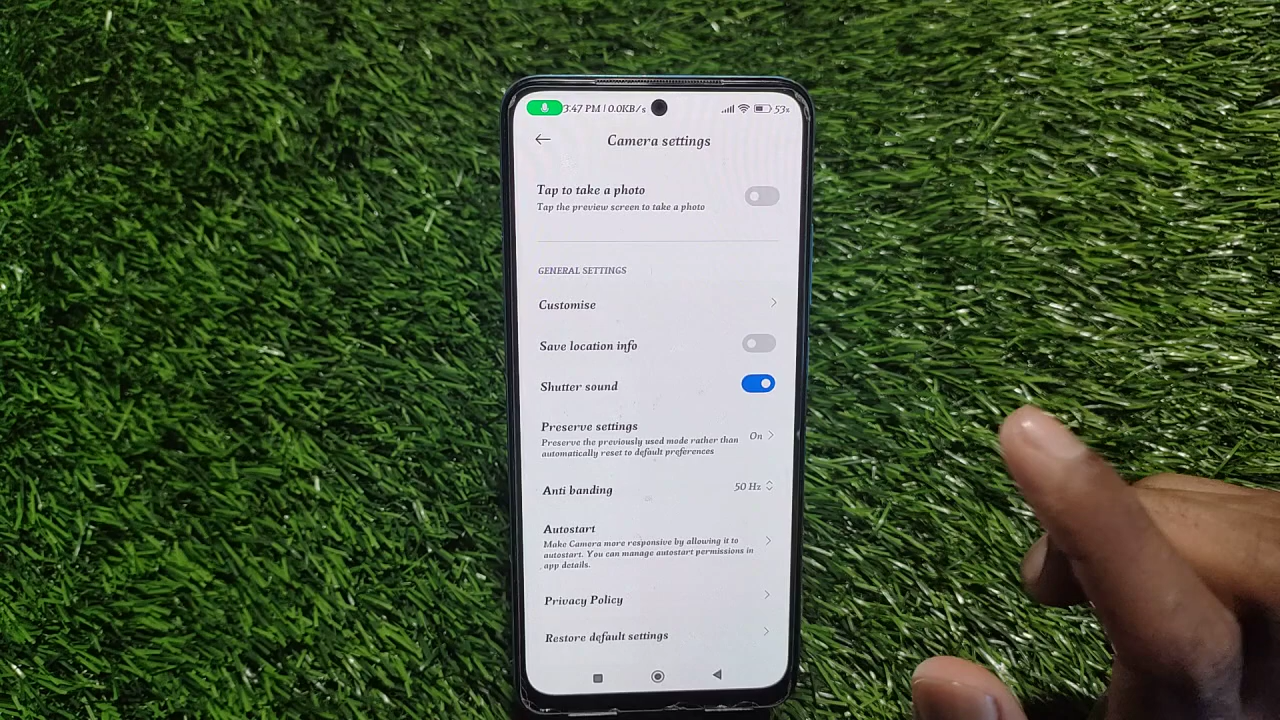 3:47 PM | 0.0KB/s 53%
Camera settings
Tap to take a photo
Tap the preview screen to take a photo
GENERAL SETTINGS
Customise
Save location info
Shutter sound
Preserve settings
Preserve the previously used mode rather than
automatically reset to default preferences
On
Anti banding
50 Hz
Autostart
Make Camera more responsive by allowing it to
autostart. You can manage autostart permissions in
app details.
Privacy Policy
Restore default settings